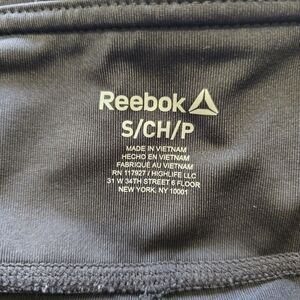 Reebok
S/CH/P
MADE IN VIETNAM
HECHO EN VIETNAM
FABRIQUÉ AU VIETNAM
RN 117927 / HIGHLIFE LLC
31 W 34TH STREET 6 FLOOR
NEW YORK, NY 10001